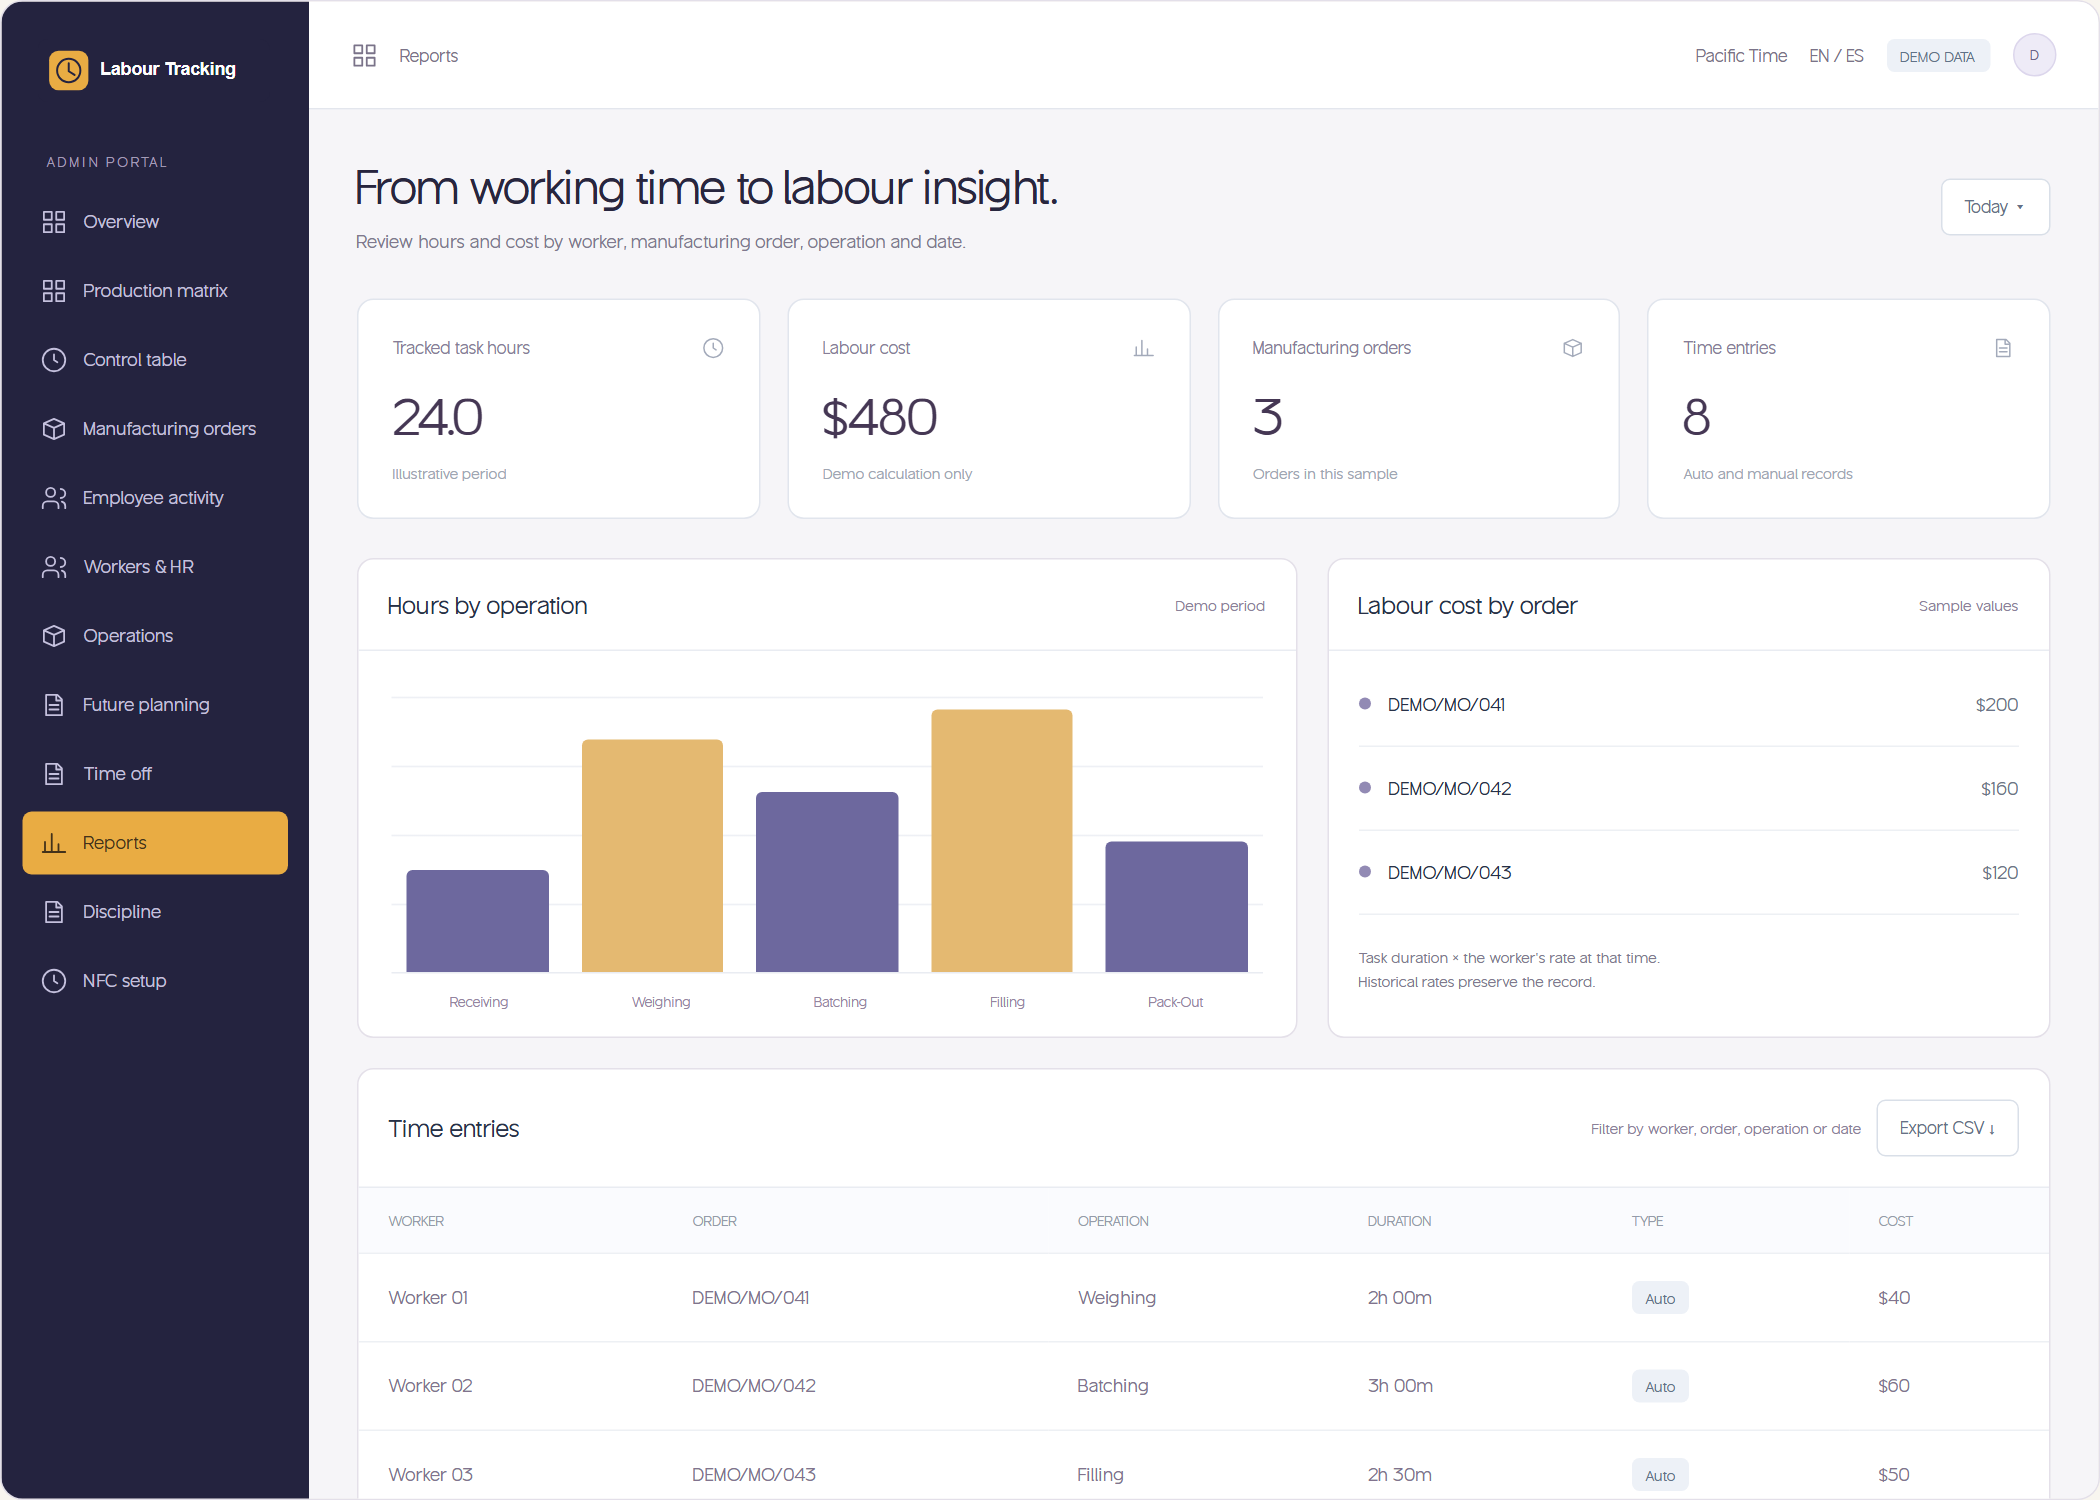 Labour Tracking
ADMIN PORTAL
Overview
Production matrix
Control table
Manufacturing orders
Employee activity
Workers & HR
Operations
Future planning
Time off
Reports
Discipline
NFC setup
Reports
Pacific Time
EN / ES
DEMO DATA
D
From working time to labour insight.
Review hours and cost by worker, manufacturing order, operation and date.
Today ▾
Tracked task hours
24.0
Illustrative period
Labour cost
$480
Demo calculation only
Manufacturing orders
3
Orders in this sample
Time entries
8
Auto and manual records
Hours by operation
Demo period
Receiving
Weighing
Batching
Filling
Pack-Out
Labour cost by order
Sample values
DEMO/MO/041 $200
DEMO/MO/042 $160
DEMO/MO/043 $120
Task duration × the worker's rate at that time.
Historical rates preserve the record.
Time entries
Filter by worker, order, operation or date
Export CSV ↓
WORKER ORDER OPERATION DURATION TYPE COST
Worker 01 DEMO/MO/041 Weighing 2h 00m Auto $40
Worker 02 DEMO/MO/042 Batching 3h 00m Auto $60
Worker 03 DEMO/MO/043 Filling 2h 30m Auto $50